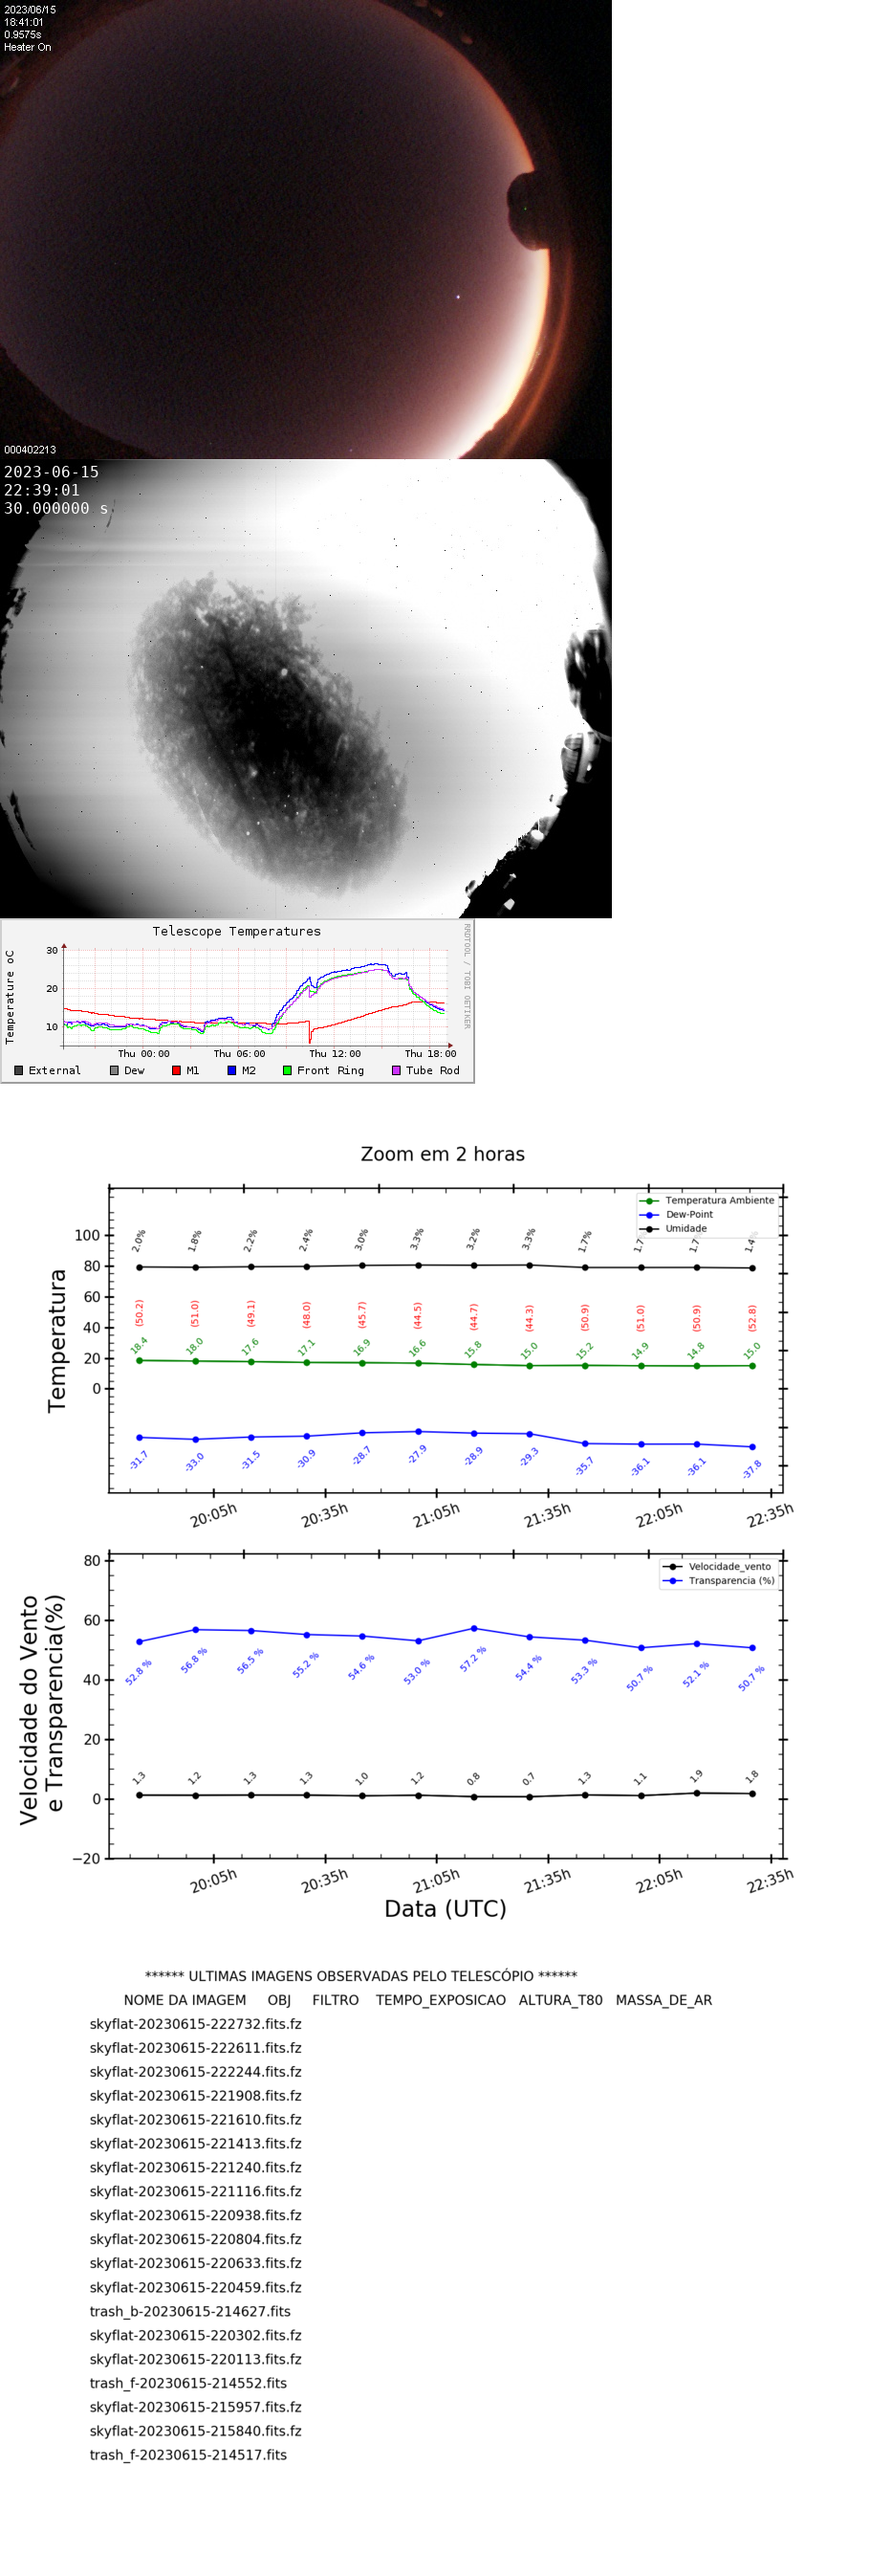 2023/06/15
18:41:01
0.9575s
Heater On
000402213
2023-06-15
22:39:01
30.000000 s
Telescope Temperatures
RRDTOOL / TOBI OETIKER
Temperature oC
30
20
10
Thu 00:00 Thu 06:00 Thu 12:00 Thu 18:00
External Dew M1 M2 Front Ring Tube Rod
Zoom em 2 horas
Temperatura Ambiente
Dew-Point
Umidade
Temperatura
100
80
60
40
20
0
2.0% 1.8% 2.2% 2.4% 3.0% 3.3% 3.2% 3.3% 1.7% 1.7 1.7 1.4
(50.2) (51.0) (49.1) (48.0) (45.7) (44.5) (44.7) (44.3) (50.9) (51.0) (50.9) (52.8)
18.4 18.0 17.6 17.1 16.9 16.6 15.8 15.0 15.2 14.9 14.8 15.0
-31.7 -33.0 -31.5 -30.9 -28.7 -27.9 -28.9 -29.3 -35.7 -36.1 -36.1 -37.8
20:05h 20:35h 21:05h 21:35h 22:05h 22:35h
Velocidade_vento
Transparencia (%)
Velocidade do Vento
e Transparencia(%)
80
60
40
20
0
−20
52.8 % 56.8 % 56.5 % 55.2 % 54.6 % 53.0 % 57.2 % 54.4 % 53.3 % 50.7 % 52.1 % 50.7 %
1.3 1.2 1.3 1.3 1.0 1.2 0.8 0.7 1.3 1.1 1.9 1.8
20:05h 20:35h 21:05h 21:35h 22:05h 22:35h
Data (UTC)
****** ULTIMAS IMAGENS OBSERVADAS PELO TELESCÓPIO ******
NOME DA IMAGEM OBJ FILTRO TEMPO_EXPOSICAO ALTURA_T80 MASSA_DE_AR
skyflat-20230615-222732.fits.fz
skyflat-20230615-222611.fits.fz
skyflat-20230615-222244.fits.fz
skyflat-20230615-221908.fits.fz
skyflat-20230615-221610.fits.fz
skyflat-20230615-221413.fits.fz
skyflat-20230615-221240.fits.fz
skyflat-20230615-221116.fits.fz
skyflat-20230615-220938.fits.fz
skyflat-20230615-220804.fits.fz
skyflat-20230615-220633.fits.fz
skyflat-20230615-220459.fits.fz
trash_b-20230615-214627.fits
skyflat-20230615-220302.fits.fz
skyflat-20230615-220113.fits.fz
trash_f-20230615-214552.fits
skyflat-20230615-215957.fits.fz
skyflat-20230615-215840.fits.fz
trash_f-20230615-214517.fits